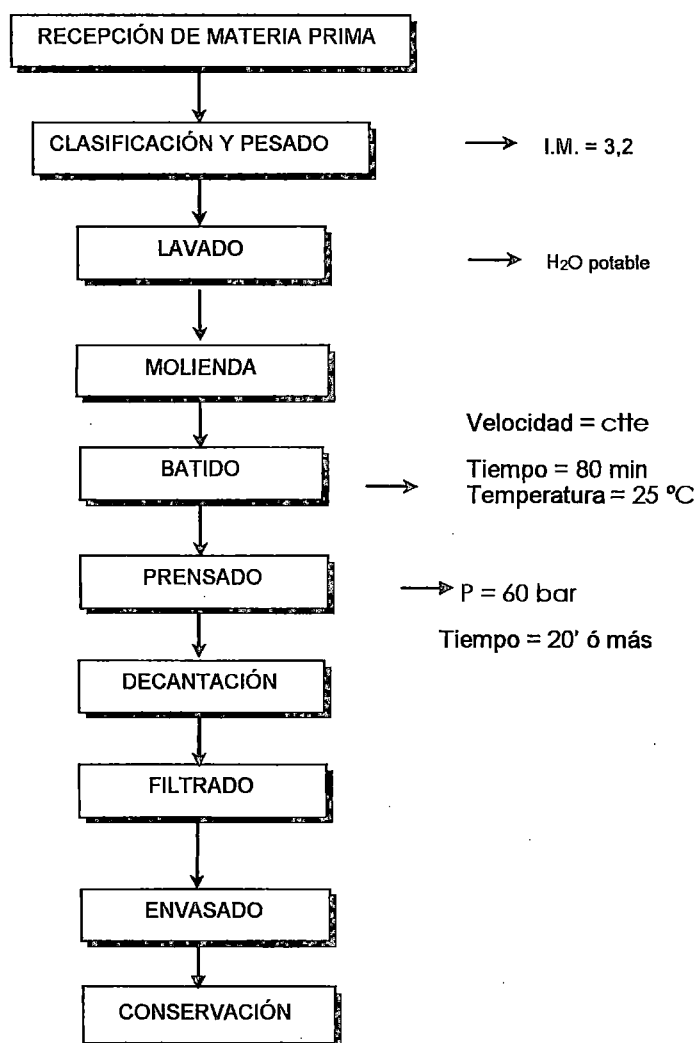 RECEPCIÓN DE MATERIA PRIMA
CLASIFICACIÓN Y PESADO
I.M. = 3,2
LAVADO
H₂O potable
MOLIENDA
BATIDO
Velocidad = ctte
Tiempo = 80 min
Temperatura = 25 ºC
PRENSADO
P = 60 bar
Tiempo = 20' ó más
DECANTACIÓN
FILTRADO
ENVASADO
CONSERVACIÓN